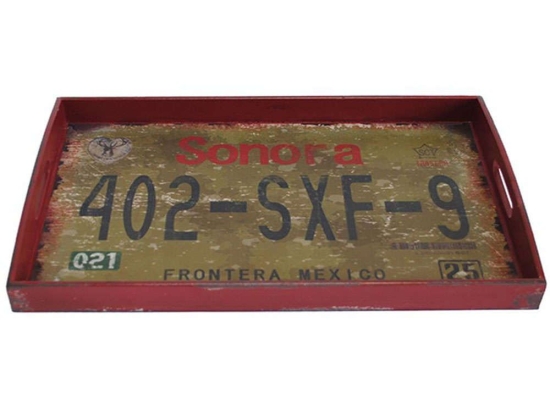 Sonora
402-SXF-9
021
FRONTERA MEXICO
25